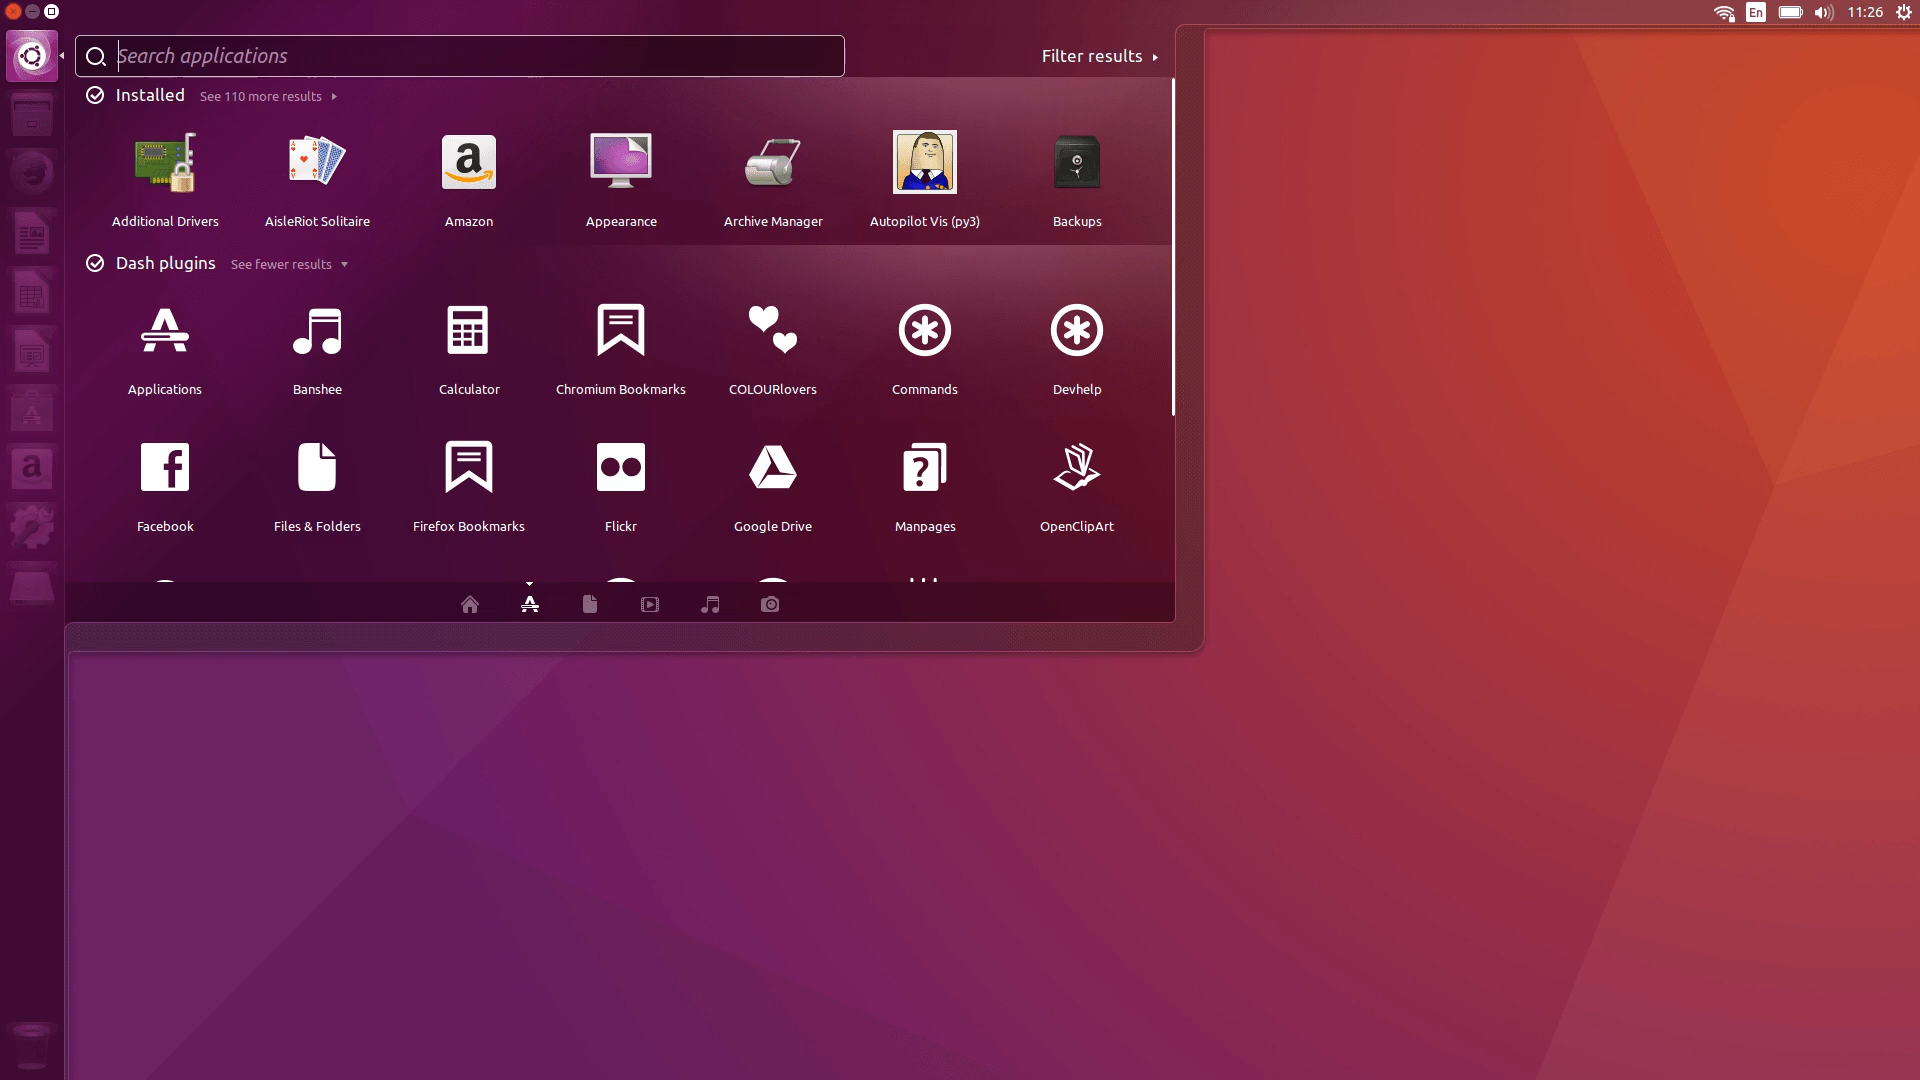 En 11:26
Search applications
Filter results
Installed See 110 more results
Additional Drivers AisleRiot Solitaire Amazon Appearance Archive Manager Autopilot Vis (py3) Backups
Dash plugins See fewer results
Applications Banshee Calculator Chromium Bookmarks COLOURlovers Commands Devhelp
Facebook Files & Folders Firefox Bookmarks Flickr Google Drive Manpages OpenClipArt